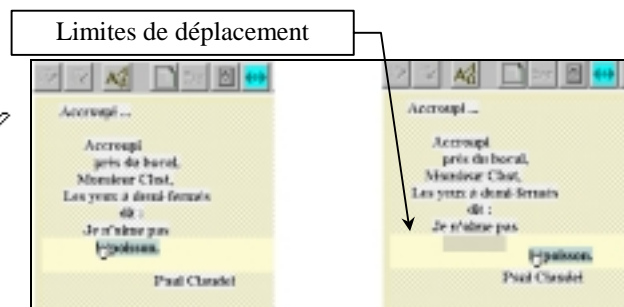 Limites de déplacement
Accroupi ...
Accroupi
près du bocal,
Monsieur Chat,
Les yeux à demi-fermés
dit :
Je n'aime pas
le poisson.
Paul Claudel
Accroupi ...
Accroupi
près du bocal,
Monsieur Chat,
Les yeux à demi-fermés
dit :
Je n'aime pas
le poisson.
Paul Claudel